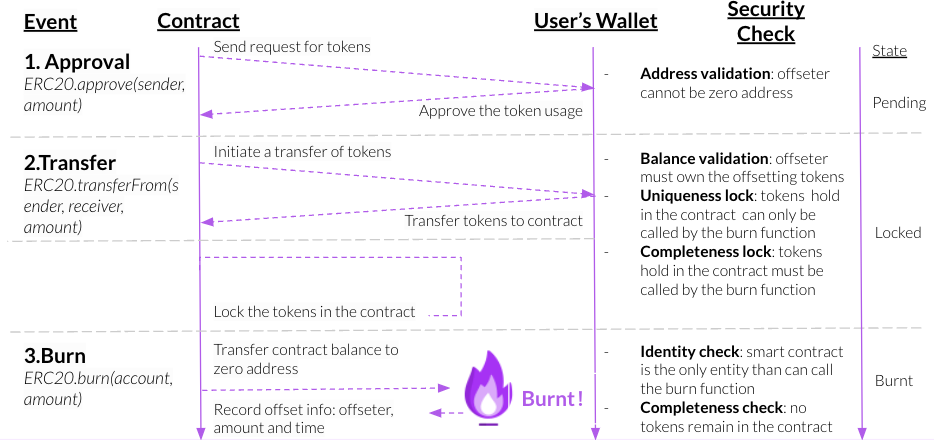 Event
Contract
User's Wallet
Security
Check
State
1. Approval
ERC20.approve(sender,
amount)
Send request for tokens
Approve the token usage
- Address validation: offseter
cannot be zero address
Pending
2.Transfer
ERC20.transferFrom(s
ender, receiver,
amount)
Initiate a transfer of tokens
Transfer tokens to contract
Lock the tokens in the contract
- Balance validation: offseter
must own the offsetting tokens
- Uniqueness lock: tokens hold
in the contract can only be
called by the burn function
- Completeness lock: tokens
hold in the contract must be
called by the burn function
Locked
3.Burn
ERC20.burn(account,
amount)
Transfer contract balance to
zero address
Record offset info: offseter,
amount and time
Burnt!
- Identity check: smart contract
is the only entity than can call
the burn function
- Completeness check: no
tokens remain in the contract
Burnt